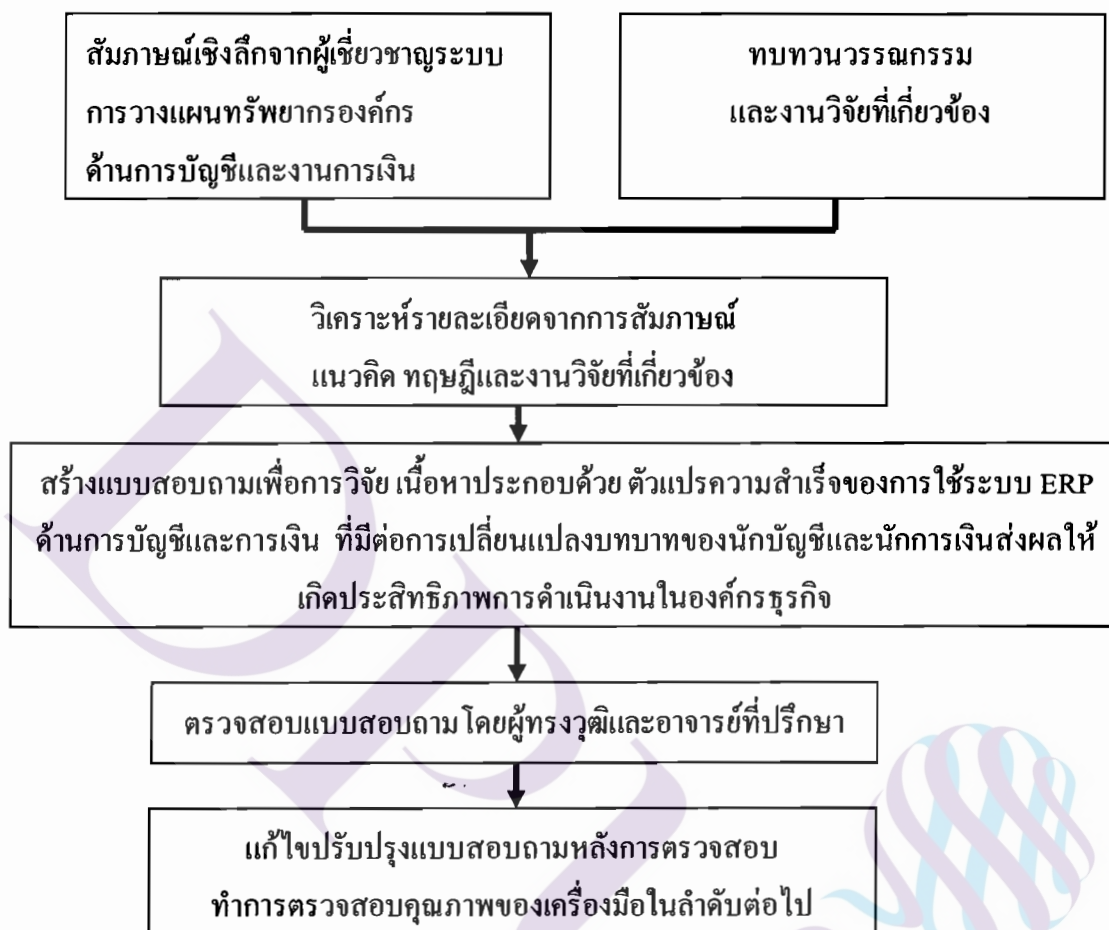 สัมภาษณ์เชิงลึกจากผู้เชี่ยวชาญระบบ
การวางแผนทรัพยากรองค์กร
ด้านการบัญชีและงานการเงิน
ทบทวนวรรณกรรม
และงานวิจัยที่เกี่ยวข้อง
วิเคราะห์รายละเอียดจากการสัมภาษณ์
แนวคิด ทฤษฎีและงานวิจัยที่เกี่ยวข้อง
สร้างแบบสอบถามเพื่อการวิจัย เนื้อหาประกอบด้วย ตัวแปรความสำเร็จของการใช้ระบบ ERP
ด้านการบัญชีและการเงิน ที่มีต่อการเปลี่ยนแปลงบทบาทของนักบัญชีและนักการเงินส่งผลให้
เกิดประสิทธิภาพการดำเนินงานในองค์กรธุรกิจ
ตรวจสอบแบบสอบถาม โดยผู้ทรงวุฒิและอาจารย์ที่ปรึกษา
แก้ไขปรับปรุงแบบสอบถามหลังการตรวจสอบ
ทำการตรวจสอบคุณภาพของเครื่องมือในลำดับต่อไป